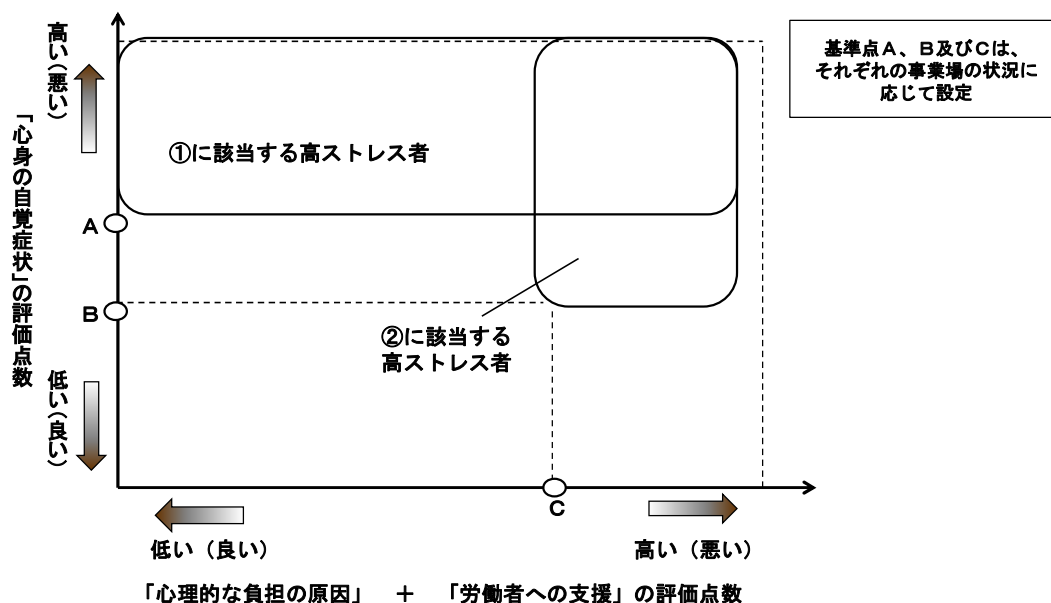 高い(悪い)
「心身の自覚症状」の評価点数
低い(良い)
基準点A、B及びCは、
それぞれの事業場の状況に
応じて設定
①に該当する高ストレス者
A
B
②に該当する
高ストレス者
C
低い（良い）
高い（悪い）
「心理的な負担の原因」　＋　「労働者への支援」の評価点数